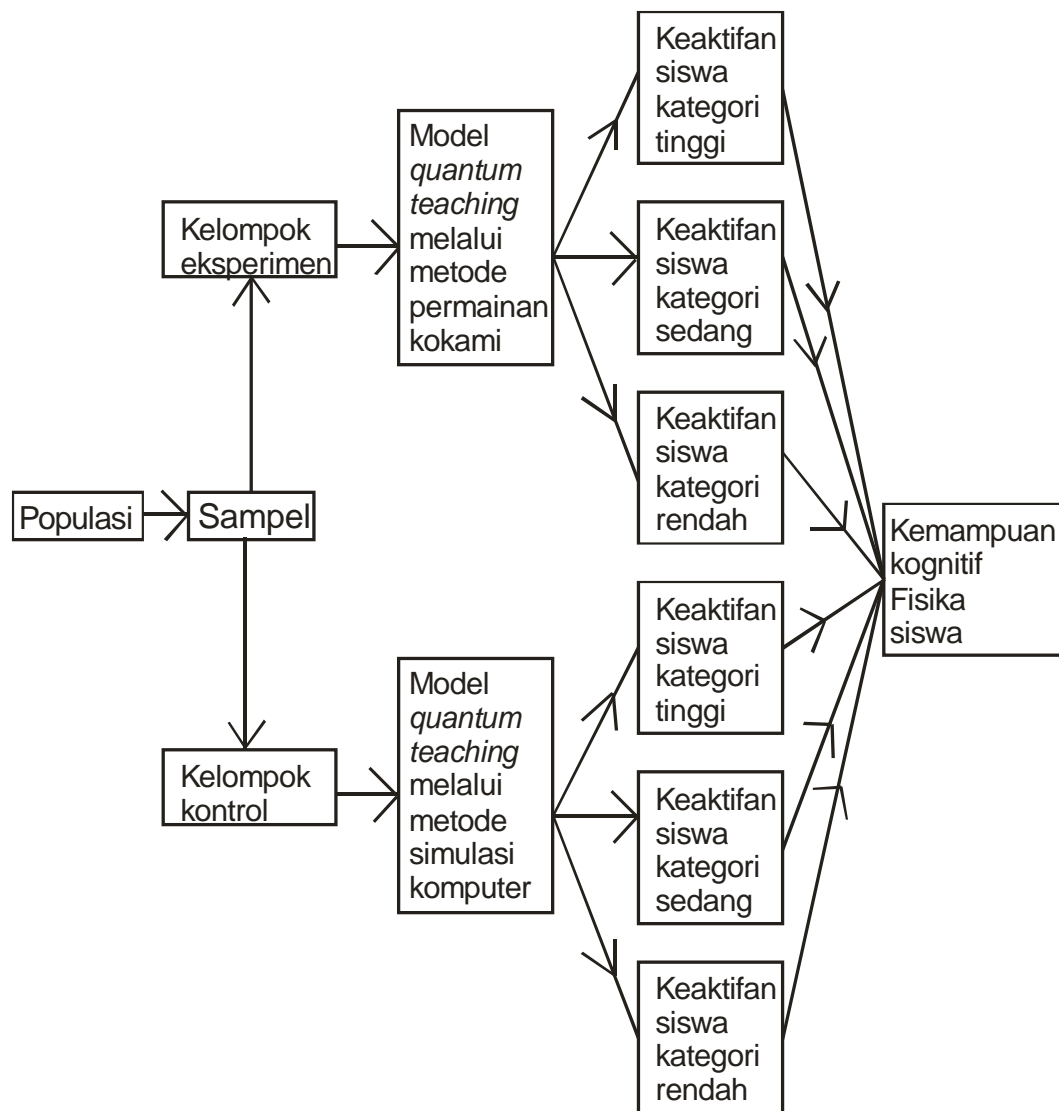 Populasi
Sampel
Kelompok
eksperimen
Model
quantum
teaching
melalui
metode
permainan
kokami
Keaktifan
siswa
kategori
tinggi
Keaktifan
siswa
kategori
sedang
Keaktifan
siswa
kategori
rendah
Kelompok
kontrol
Model
quantum
teaching
melalui
metode
simulasi
komputer
Keaktifan
siswa
kategori
tinggi
Keaktifan
siswa
kategori
sedang
Keaktifan
siswa
kategori
rendah
Kemampuan
kognitif
Fisika
siswa